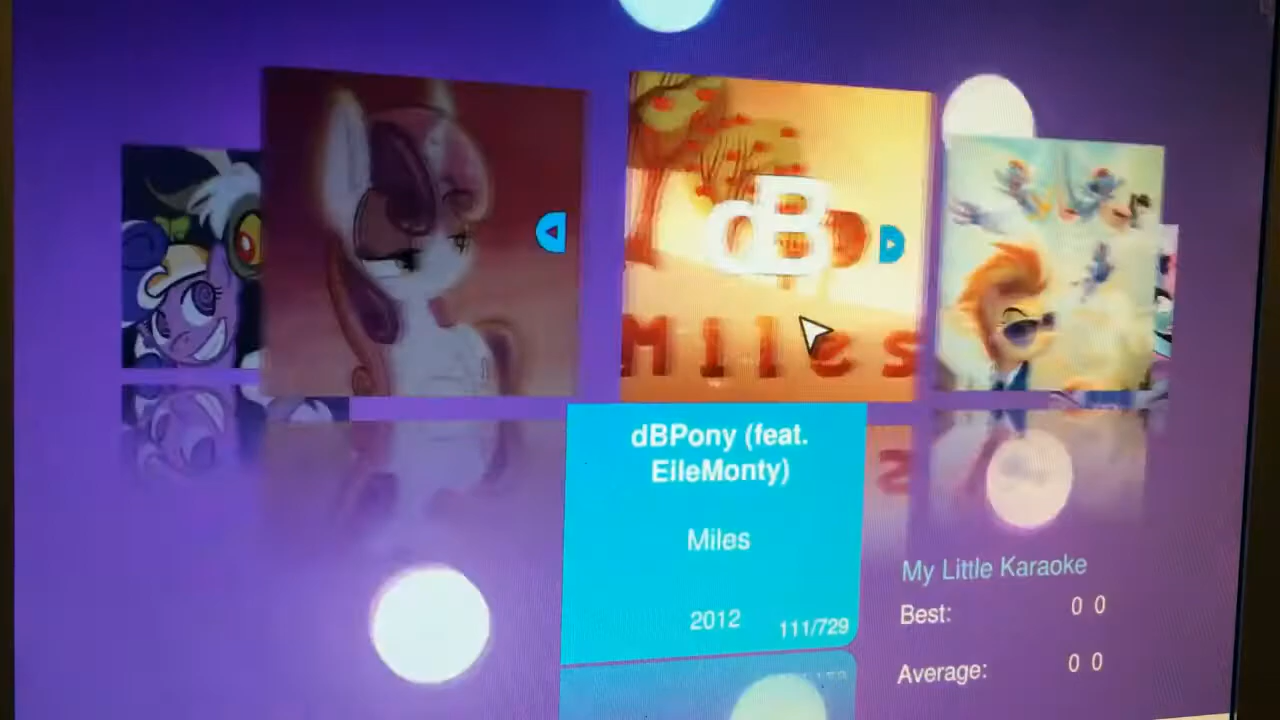 dB
Miles
dBPony (feat.
EileMonty)
Miles
2012
111/729
My Little Karaoke
Best: 0 0
Average: 0 0